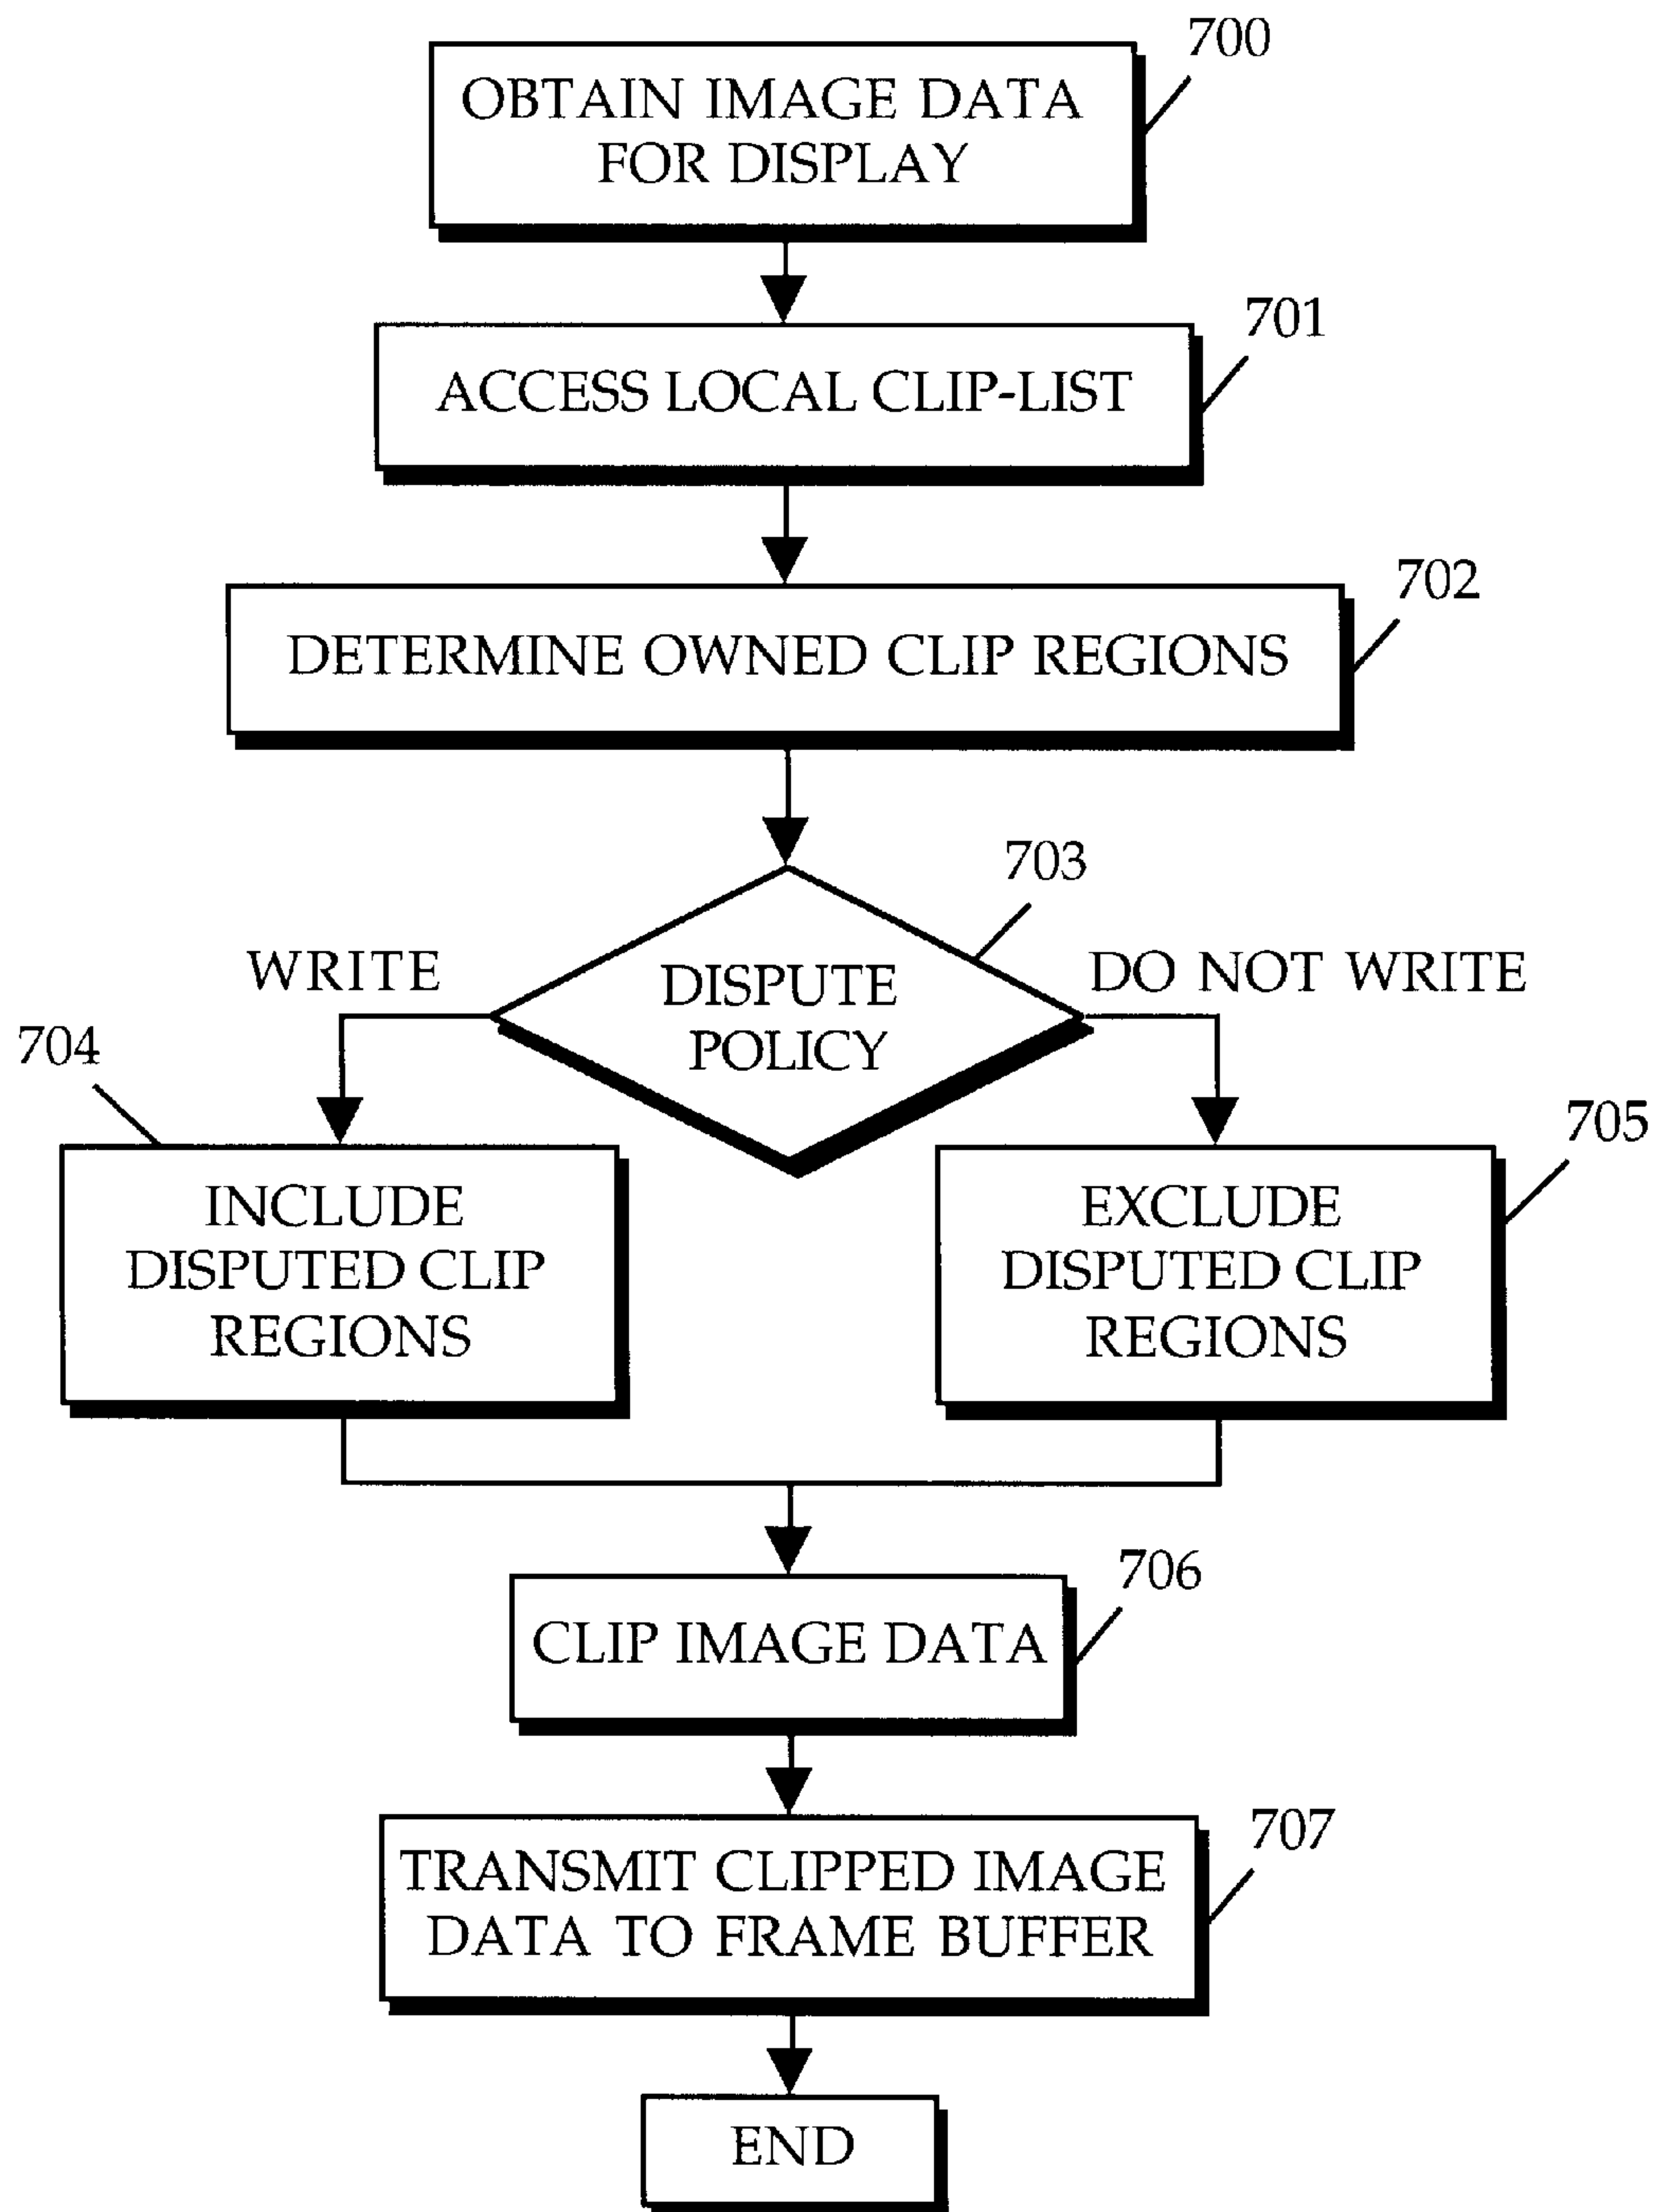 700
OBTAIN IMAGE DATA
FOR DISPLAY
701
ACCESS LOCAL CLIP-LIST
702
DETERMINE OWNED CLIP REGIONS
703
WRITE
DO NOT WRITE
DISPUTE
POLICY
704
705
INCLUDE
DISPUTED CLIP
REGIONS
EXCLUDE
DISPUTED CLIP
REGIONS
706
CLIP IMAGE DATA
707
TRANSMIT CLIPPED IMAGE
DATA TO FRAME BUFFER
END